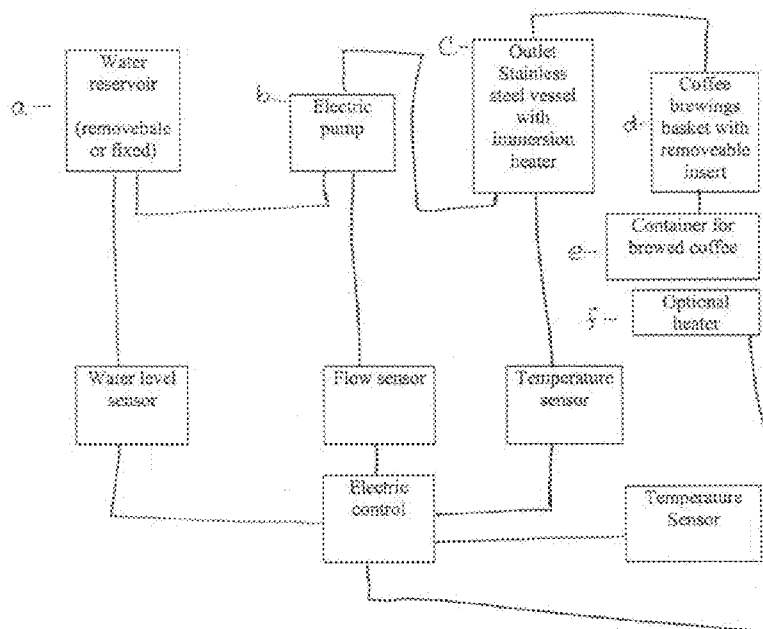 a
Water
reservoir
(removebale
or fixed)
b
Electric
pump
c
Outlet
Stainless
steel vessel
with
immersion
heater
d
Coffee
brewings
basket with
removeable
insert
e
Container for
brewed coffee
f
Optional
heater
Water level
sensor
Flow sensor
Temperature
sensor
Electric
control
Temperature
Sensor